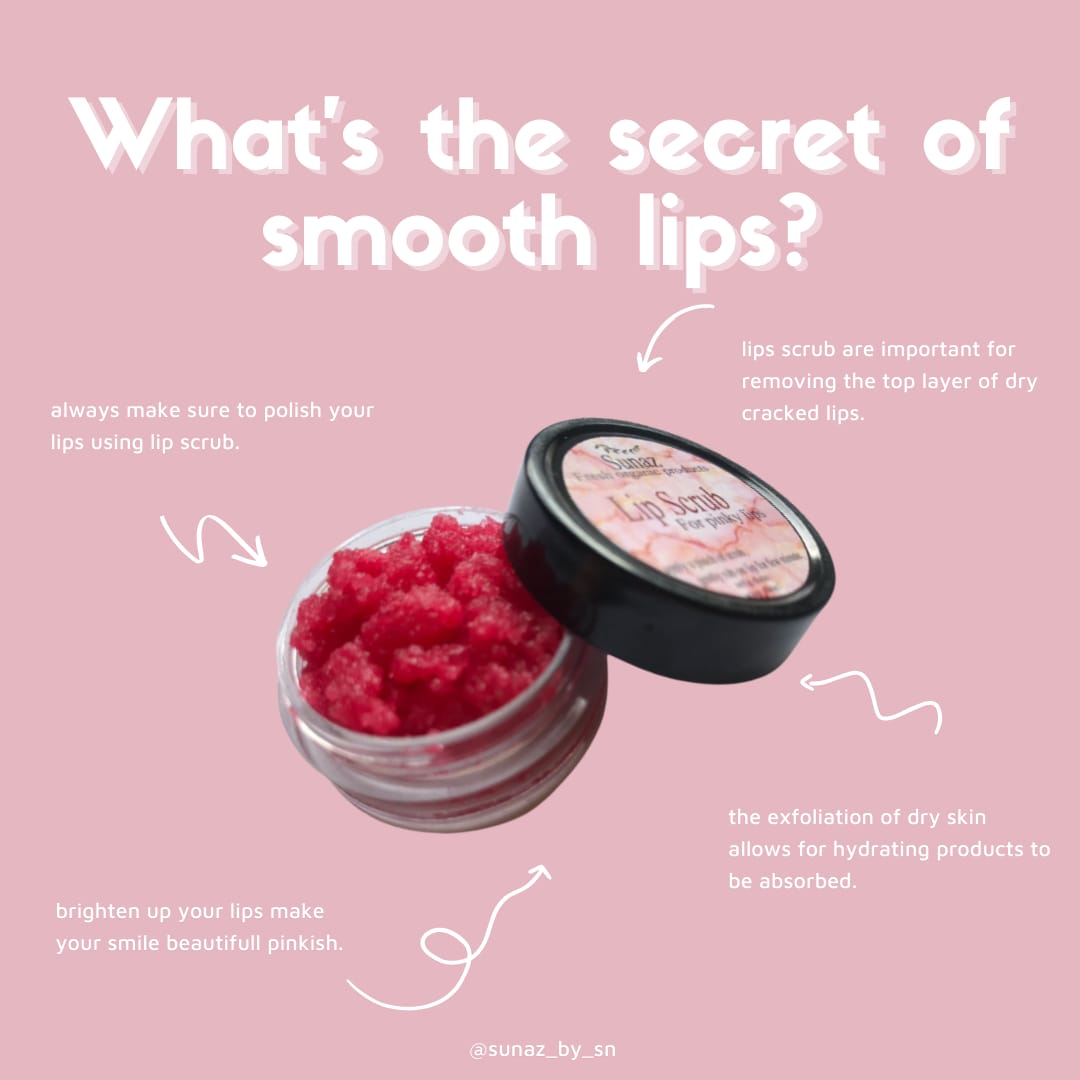 What's the secret of
smooth lips?
lips scrub are important for
removing the top layer of dry
cracked lips.
always make sure to polish your
lips using lip scrub.
Sunaz
Fresh organic products
Lip Scrub
For pinky lips
the exfoliation of dry skin
allows for hydrating products to
be absorbed.
brighten up your lips make
your smile beautifull pinkish.
@sunaz_by_sn